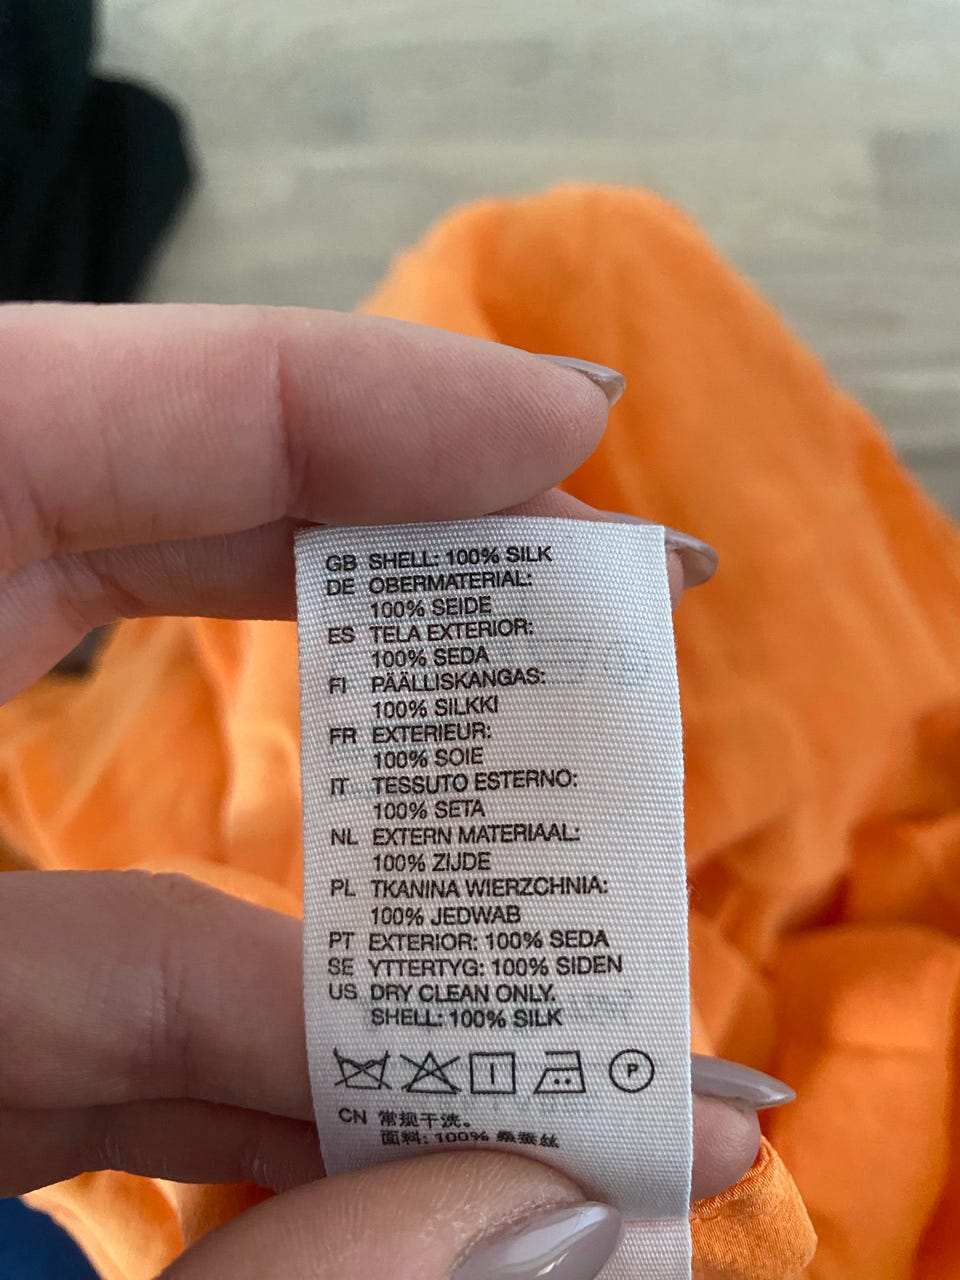 GB SHELL: 100% SILK
DE OBERMATERIAL:
100% SEIDE
ES TELA EXTERIOR:
100% SEDA
FI PÄÄLLISKANGAS:
100% SILKKI
FR EXTERIEUR:
100% SOIE
IT TESSUTO ESTERNO:
100% SETA
NL EXTERN MATERIAAL:
100% ZIJDE
PL TKANINA WIERZCHNIA:
100% JEDWAB
PT EXTERIOR: 100% SEDA
SE YTTERTYG: 100% SIDEN
US DRY CLEAN ONLY.
SHELL: 100% SILK
P
CN 常规干洗。
面料: 100% 桑蚕丝